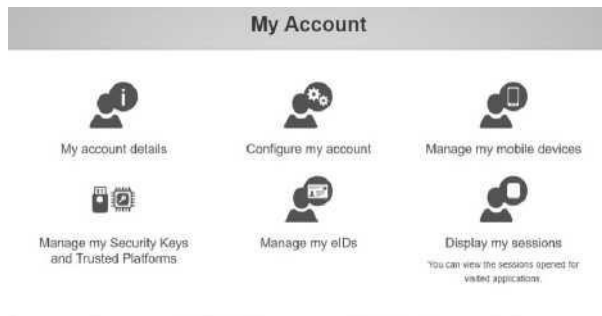 My Account
My account details
Configure my account
Manage my mobile devices
Manage my Security Keys
and Trusted Platforms
Manage my eIDs
Display my sessions
You can view the sessions opened for
visited applications.